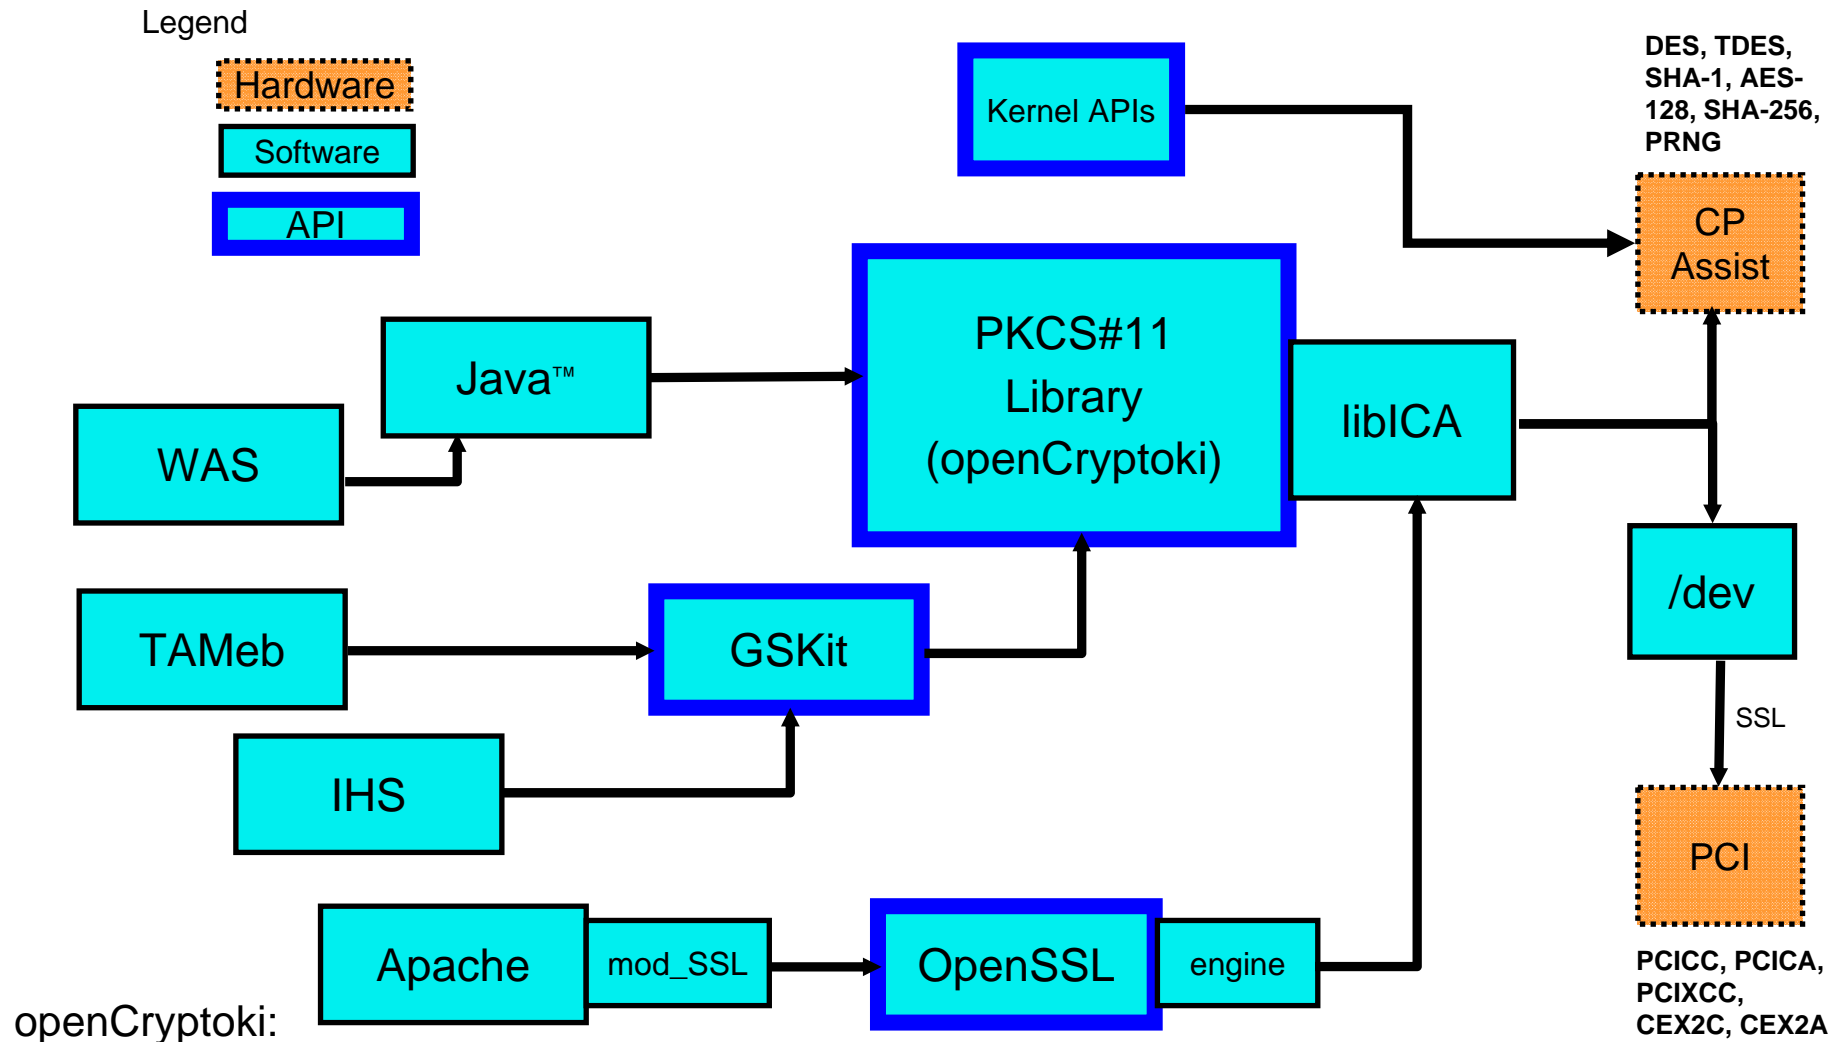 Legend
Hardware
Software
API
Kernel APIs
DES, TDES,
SHA-1, AES-
128, SHA-256,
PRNG
CP
Assist
PKCS#11
Library
(openCryptoki)
libICA
Java™
WAS
/dev
TAMeb
GSKit
SSL
IHS
PCI
Apache
mod_SSL
OpenSSL
engine
PCICC, PCICA,
PCIXCC,
CEX2C, CEX2A
openCryptoki: